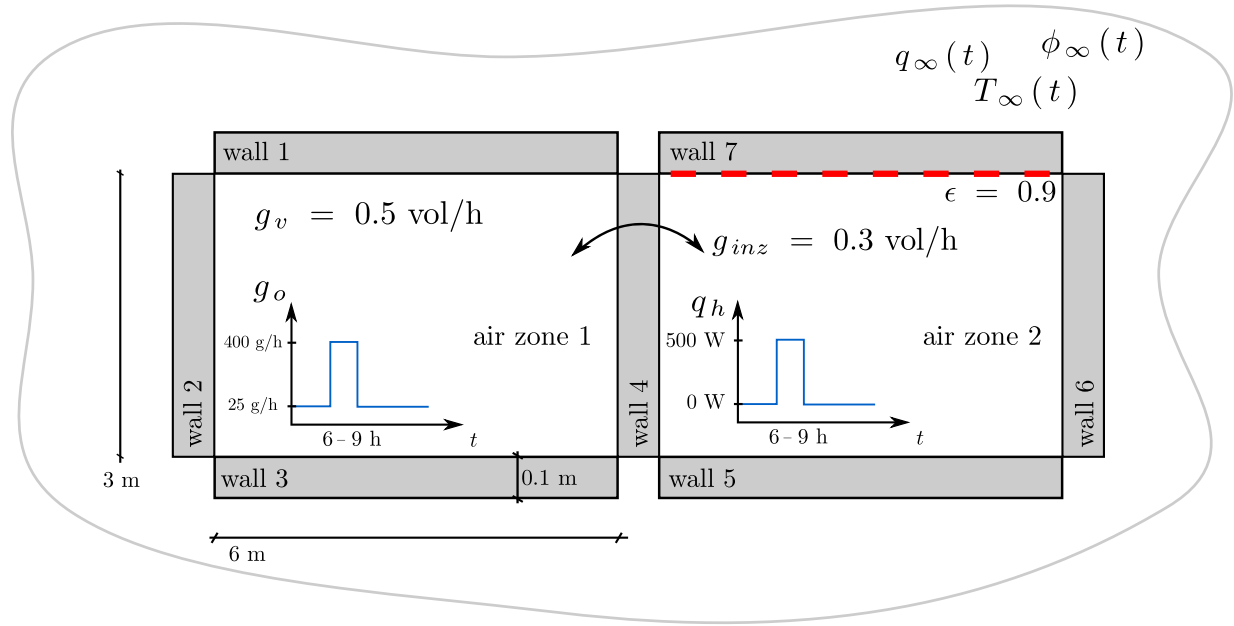 q∞(t) ϕ∞(t)
T∞(t)
wall 1
wall 7
ϵ = 0.9
g_v = 0.5 vol/h
g_inz = 0.3 vol/h
g_o
400 g/h
25 g/h
6 – 9 h
t
air zone 1
q_h
500 W
0 W
6 – 9 h
t
air zone 2
wall 2
wall 4
wall 6
3 m
wall 3
0.1 m
wall 5
6 m